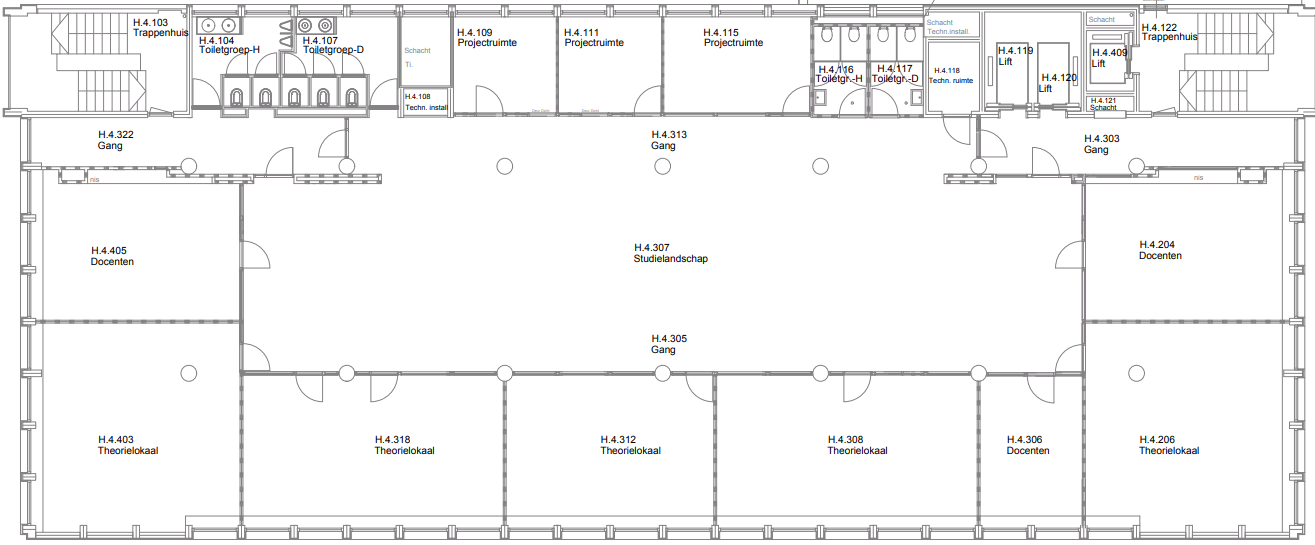 H.4.103
Trappenhuis
H.4.104
Toiletgroep-H
H.4.107
Toiletgroep-D
Schacht
Tl.
H.4.108
Techn. install
H.4.109
Projectruimte
H.4.111
Projectruimte
H.4.115
Projectruimte
H.4.116
Toiletgr.-H
H.4.117
Toiletgr.-D
Schacht
Techn.install.
H.4.118
Techn. ruimte
H.4.119
Lift
H.4.120
Lift
Schacht
H.4.409
Lift
H.4.121
Schacht
H.4.122
Trappenhuis
H.4.322
Gang
H.4.313
Gang
H.4.303
Gang
nis
nis
H.4.405
Docenten
H.4.307
Studielandschap
H.4.204
Docenten
H.4.305
Gang
H.4.403
Theorielokaal
H.4.318
Theorielokaal
H.4.312
Theorielokaal
H.4.308
Theorielokaal
H.4.306
Docenten
H.4.206
Theorielokaal